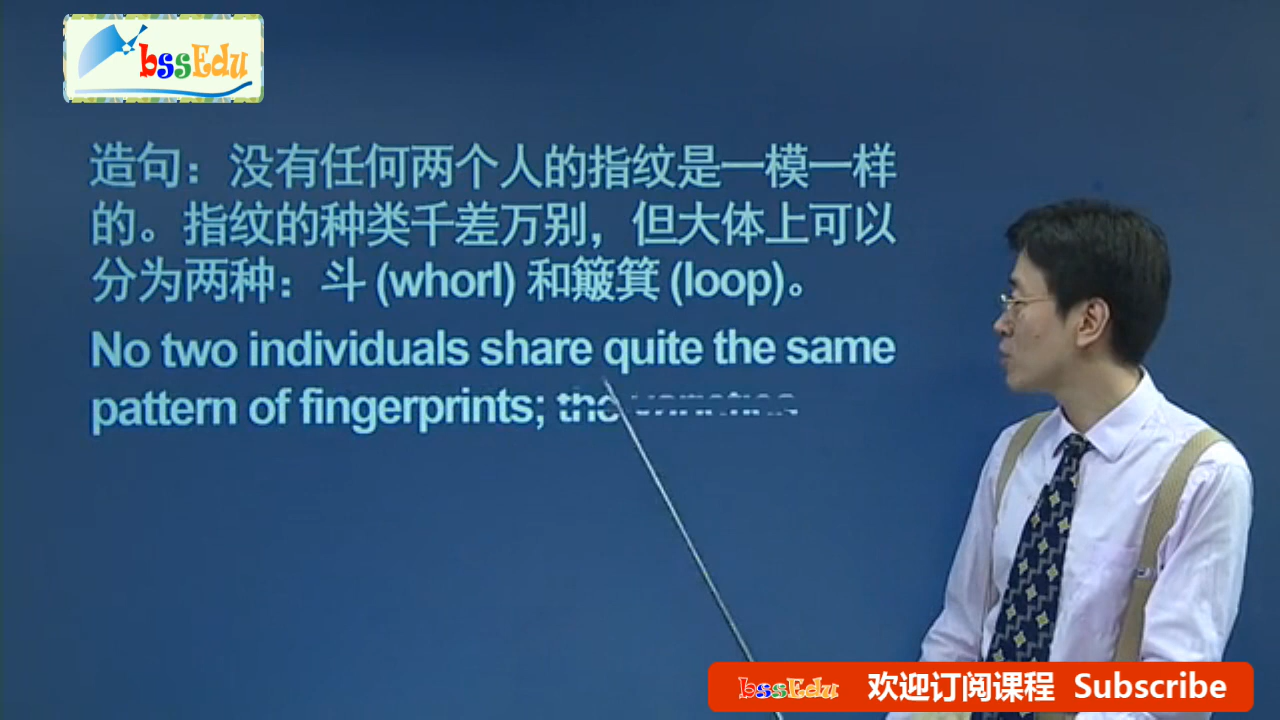 bssEdu
造句：没有任何两个人的指纹是一模一样
的。指纹的种类千差万别，但大体上可以
分为两种：斗 (whorl) 和簸箕 (loop)。
No two individuals share quite the same
pattern of fingerprints; the
bssEdu 欢迎订阅课程 Subscribe